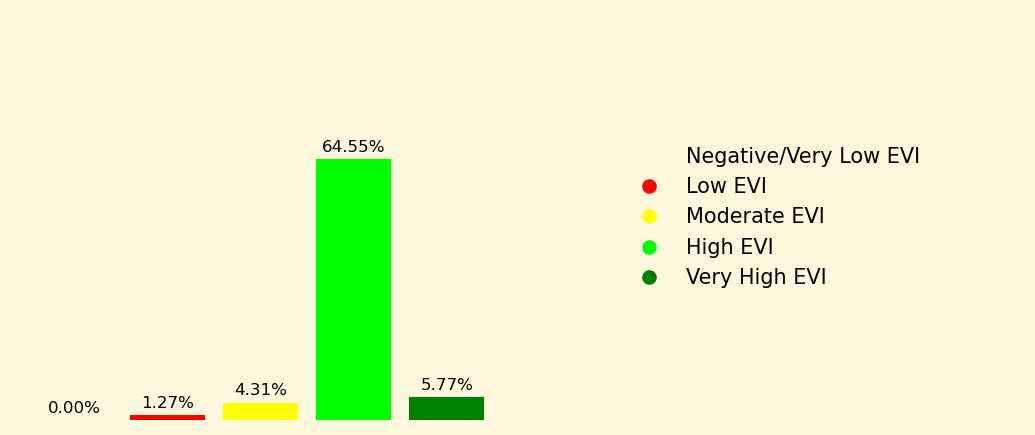 64.55%
5.77%
4.31%
1.27%
0.00%
Negative/Very Low EVI
Low EVI
Moderate EVI
High EVI
Very High EVI